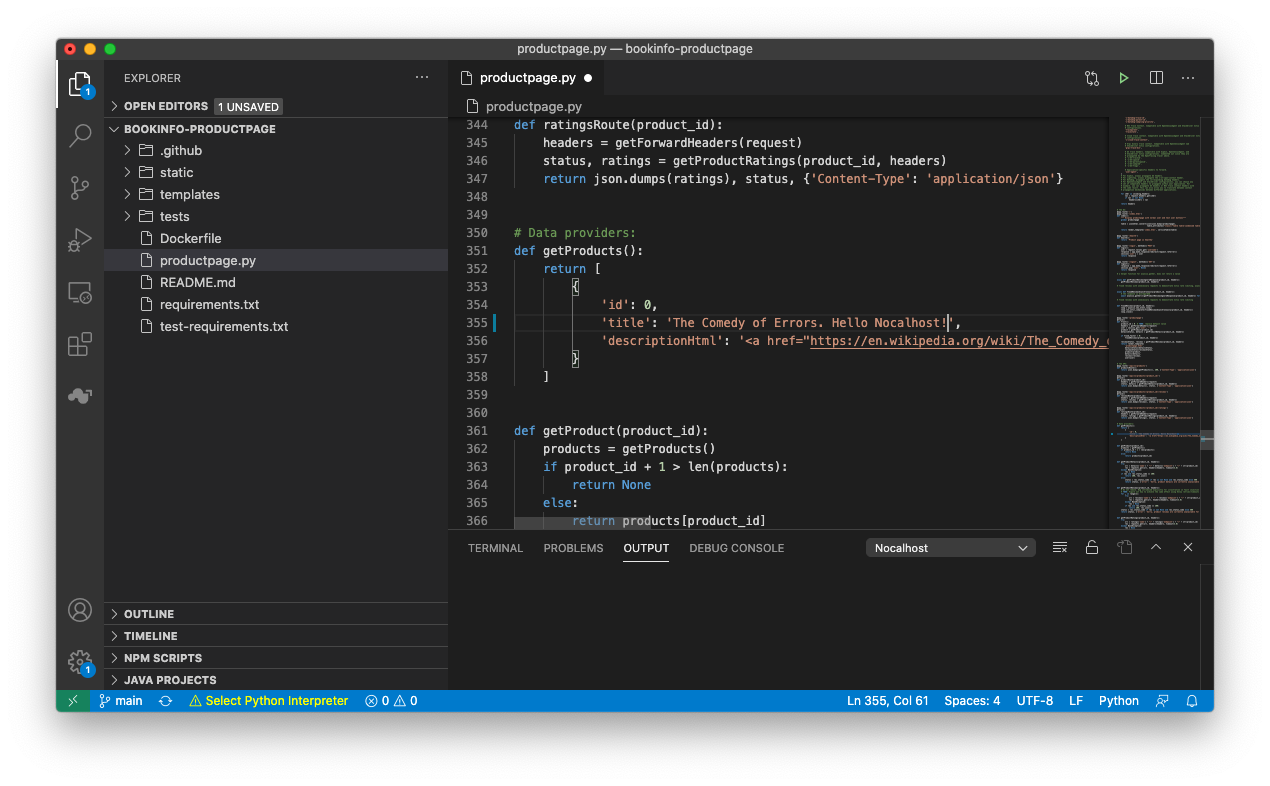 productpage.py — bookinfo-productpage
EXPLORER
OPEN EDITORS 1 UNSAVED
BOOKINFO-PRODUCTPAGE
.github
static
templates
tests
Dockerfile
productpage.py
README.md
requirements.txt
test-requirements.txt
OUTLINE
TIMELINE
NPM SCRIPTS
JAVA PROJECTS
1
1
productpage.py
productpage.py
344 def ratingsRoute(product_id):
345 headers = getForwardHeaders(request)
346 status, ratings = getProductRatings(product_id, headers)
347 return json.dumps(ratings), status, {'Content-Type': 'application/json'}
348
349
350 # Data providers:
351 def getProducts():
352 return [
353 {
354 'id': 0,
355 'title': 'The Comedy of Errors. Hello Nocalhost!',
356 'descriptionHtml': '<a href="https://en.wikipedia.org/wiki/The_Comedy_
357 }
358 ]
359
360
361 def getProduct(product_id):
362 products = getProducts()
363 if product_id + 1 > len(products):
364 return None
365 else:
366 return products[product_id]
TERMINAL PROBLEMS OUTPUT DEBUG CONSOLE Nocalhost
main Select Python Interpreter 0 0 Ln 355, Col 61 Spaces: 4 UTF-8 LF Python